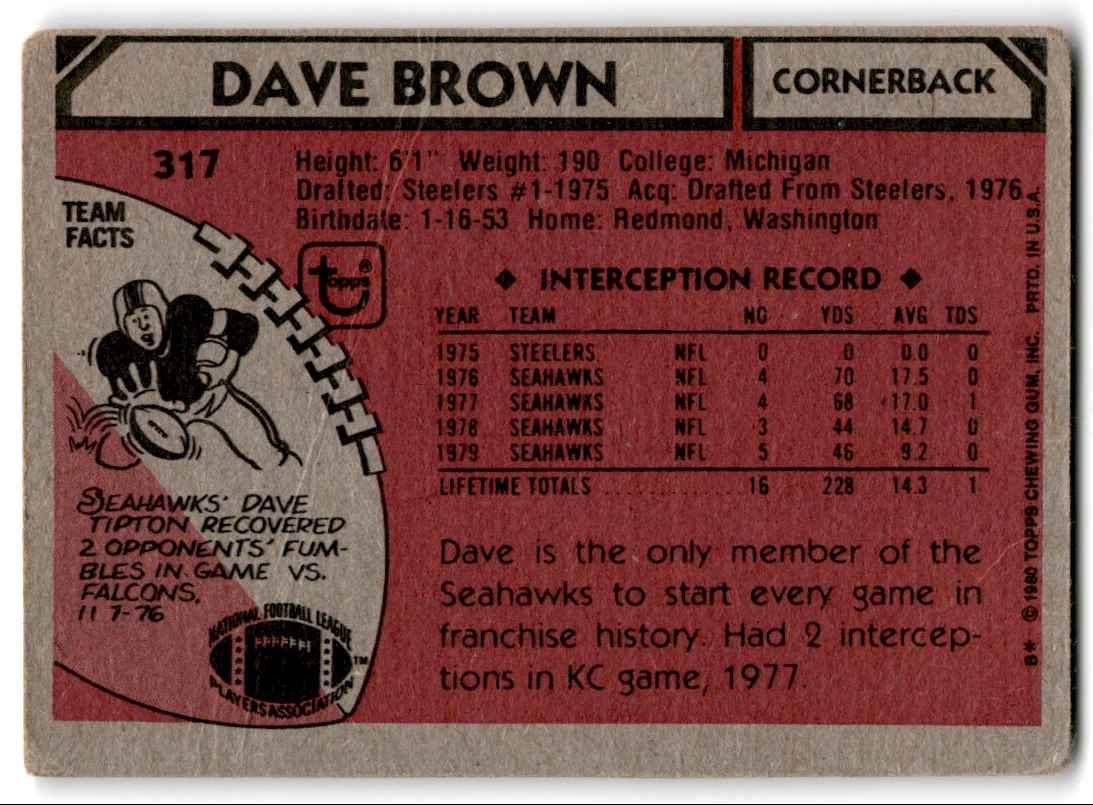 DAVE BROWN
CORNERBACK
317
Height: 6'1" Weight: 190 College: Michigan
Drafted: Steelers #1-1975 Acq: Drafted From Steelers, 1976
Birthdate: 1-16-53 Home: Redmond, Washington
TEAM
FACTS
topps®
◆ INTERCEPTION RECORD ◆
YEAR TEAM NO YDS AVG TDS
1975 STEELERS NFL 0 0 0.0 0
1976 SEAHAWKS NFL 4 70 17.5 0
1977 SEAHAWKS NFL 4 68 17.0 1
1978 SEAHAWKS NFL 3 44 14.7 0
1979 SEAHAWKS NFL 5 46 9.2 0
LIFETIME TOTALS ............ 16 228 14.3 1
SEAHAWKS' DAVE
TIPTON RECOVERED
2 OPPONENTS' FUM-
BLES IN GAME VS.
FALCONS,
11-7-76
NATIONAL FOOTBALL LEAGUE
PLAYERS ASSOCIATION
TM
Dave is the only member of the
Seahawks to start every game in
franchise history. Had 2 intercep-
tions in KC game, 1977.
B* © 1980 TOPPS CHEWING GUM, INC. PRTD. IN U.S.A.